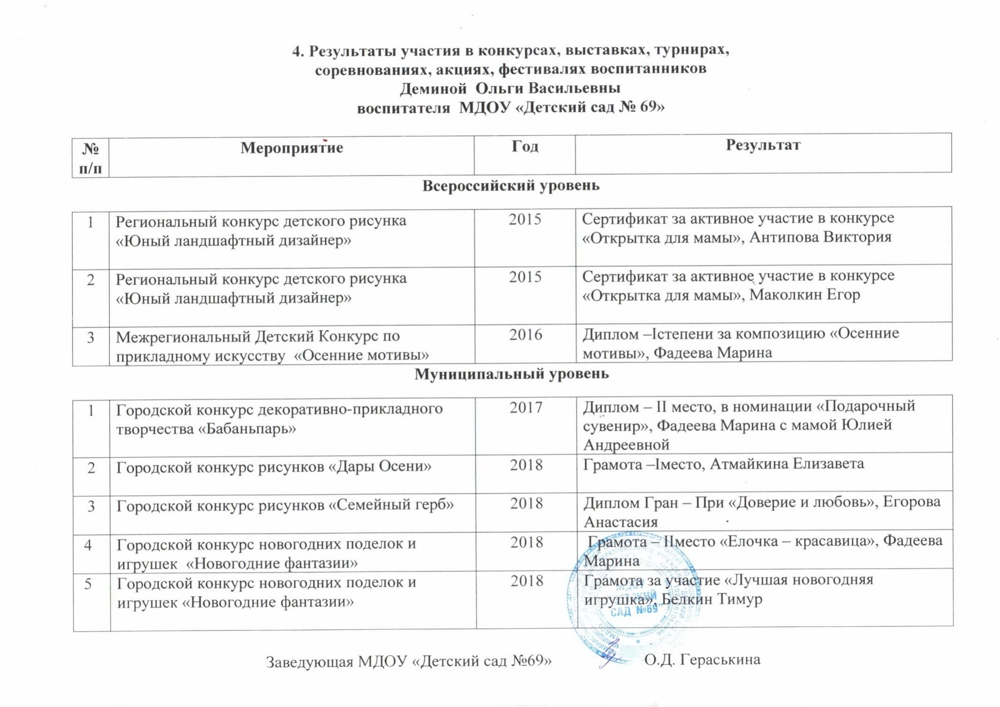 4. Результаты участия в конкурсах, выставках, турнирах,
соревнованиях, акциях, фестивалях воспитанников
Деминой Ольги Васильевны
воспитателя МДОУ «Детский сад № 69»
№ п/п Мероприятие Год Результат
Всероссийский уровень
1 Региональный конкурс детского рисунка 2015 Сертификат за активное участие в конкурсе
«Юный ландшафтный дизайнер» «Открытка для мамы», Антипова Виктория
2 Региональный конкурс детского рисунка 2015 Сертификат за активное участие в конкурсе
«Юный ландшафтный дизайнер» «Открытка для мамы», Маколкин Егор
3 Межрегиональный Детский Конкурс по 2016 Диплом –Iстепени за композицию «Осенние
прикладному искусству «Осенние мотивы» мотивы», Фадеева Марина
Муниципальный уровень
1 Городской конкурс декоративно-прикладного 2017 Диплом – II место, в номинации «Подарочный
творчества «Бабаньпарь» сувенир», Фадеева Марина с мамой Юлией
Андреевной
2 Городской конкурс рисунков «Дары Осени» 2018 Грамота –Iместо, Атмайкина Елизавета
3 Городской конкурс рисунков «Семейный герб» 2018 Диплом Гран – При «Доверие и любовь», Егорова
Анастасия
4 Городской конкурс новогодних поделок и 2018 Грамота – IIместо «Елочка – красавица», Фадеева
игрушек «Новогодние фантазии» Марина
5 Городской конкурс новогодних поделок и 2018 Грамота за участие «Лучшая новогодняя
игрушек «Новогодние фантазии» игрушка», Белкин Тимур
МДОУ
"ДЕТСКИЙ
САД №69"
Заведующая МДОУ «Детский сад №69» О.Д. Гераськина